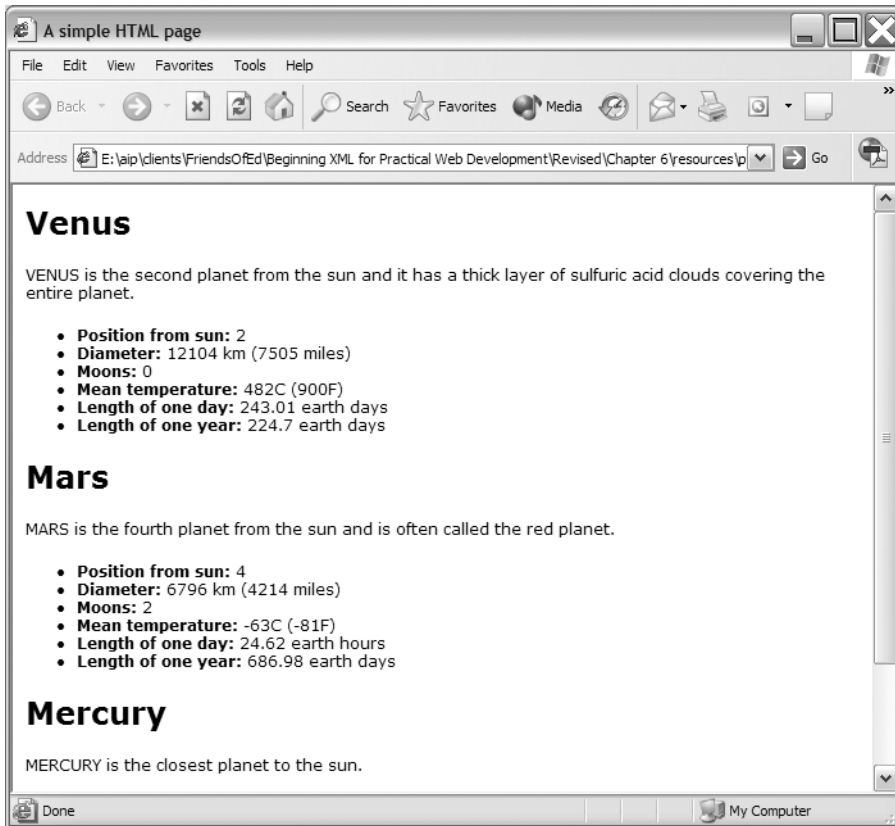 A simple HTML page
File Edit View Favorites Tools Help
Back Search Favorites Media
Address E:\aip\clients\FriendsOfEd\Beginning XML for Practical Web Development\Revised\Chapter 6\resources\p Go
Venus
VENUS is the second planet from the sun and it has a thick layer of sulfuric acid clouds covering the
entire planet.
• Position from sun: 2
• Diameter: 12104 km (7505 miles)
• Moons: 0
• Mean temperature: 482C (900F)
• Length of one day: 243.01 earth days
• Length of one year: 224.7 earth days
Mars
MARS is the fourth planet from the sun and is often called the red planet.
• Position from sun: 4
• Diameter: 6796 km (4214 miles)
• Moons: 2
• Mean temperature: -63C (-81F)
• Length of one day: 24.62 earth hours
• Length of one year: 686.98 earth days
Mercury
MERCURY is the closest planet to the sun.
Done My Computer